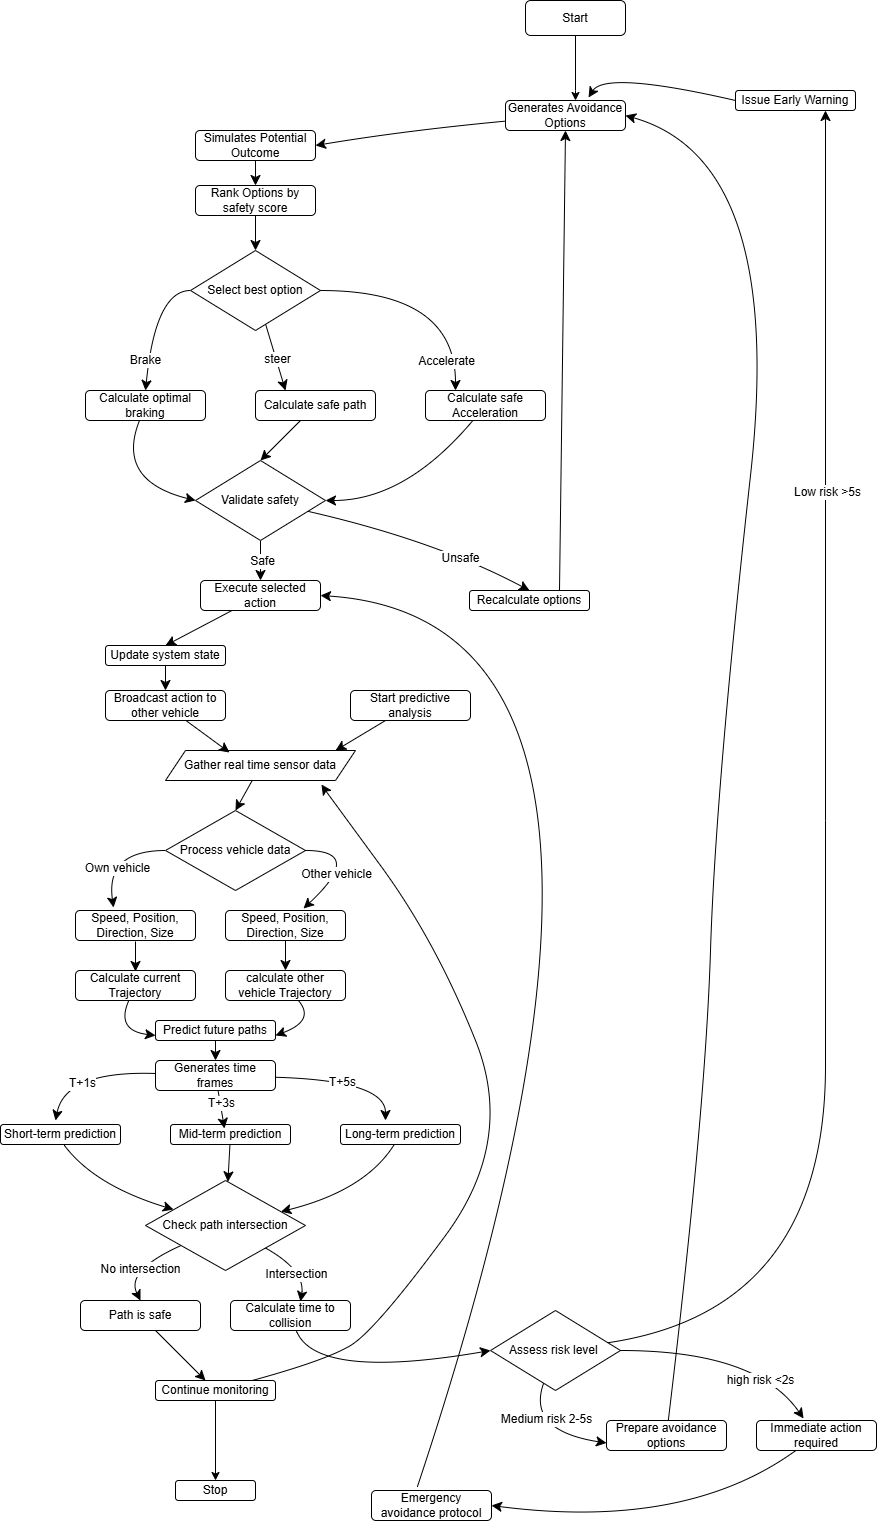 Start
Issue Early Warning
Generates Avoidance
Options
Simulates Potential
Outcome
Rank Options by
safety score
Select best option
Brake
steer
Accelerate
Calculate optimal
braking
Calculate safe path
Calculate safe
Acceleration
Low risk >5s
Validate safety
Safe
Unsafe
Execute selected
action
Recalculate options
Update system state
Broadcast action to
other vehicle
Start predictive
analysis
Gather real time sensor data
Process vehicle data
Own vehicle
Other vehicle
Speed, Position,
Direction, Size
Speed, Position,
Direction, Size
Calculate current
Trajectory
calculate other
vehicle Trajectory
Predict future paths
Generates time
frames
T+1s
T+3s
T+5s
Short-term prediction
Mid-term prediction
Long-term prediction
Check path intersection
No intersection
Intersection
Path is safe
Calculate time to
collision
Assess risk level
high risk <2s
Continue monitoring
Medium risk 2-5s
Prepare avoidance
options
Immediate action
required
Stop
Emergency
avoidance protocol